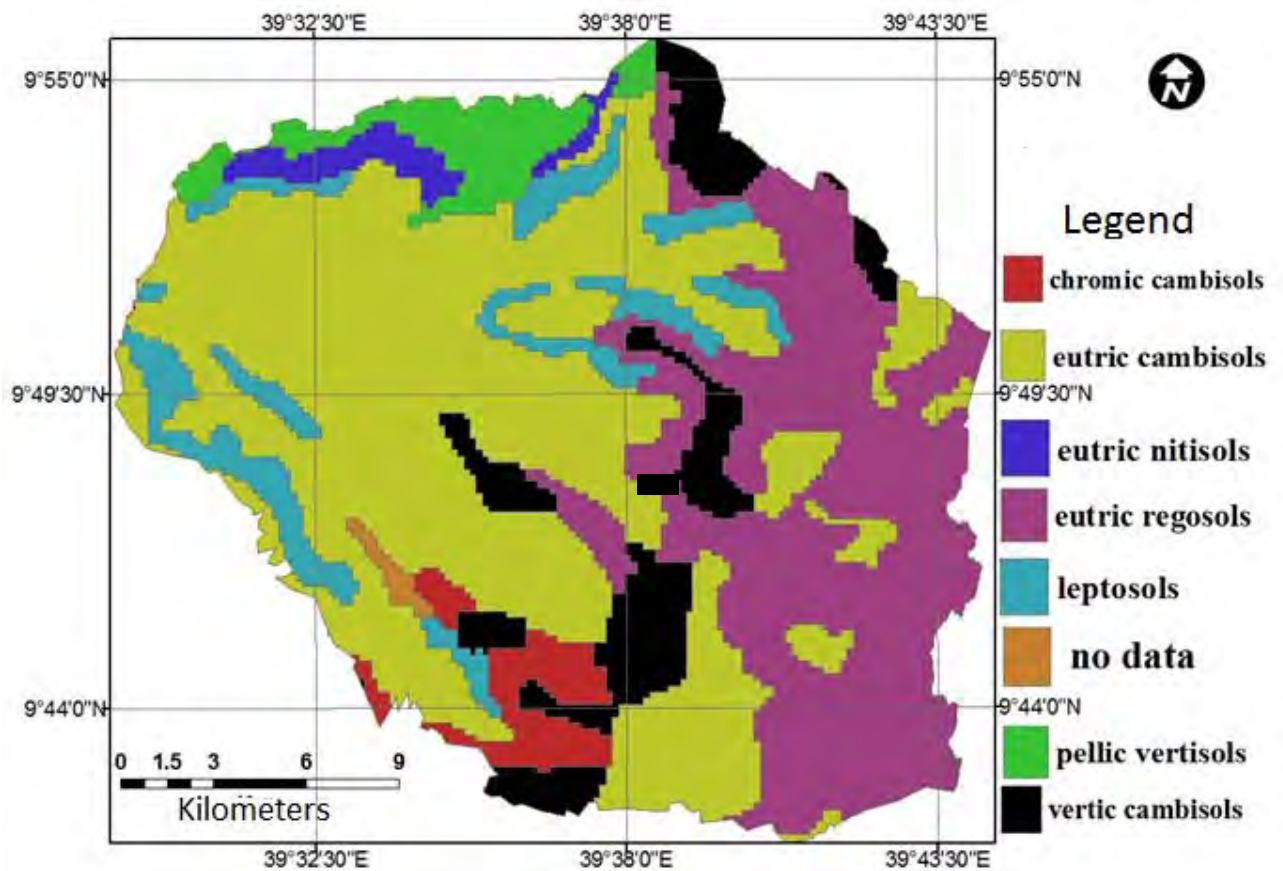 39°32'30"E 39°38'0"E 39°43'30"E
9°55'0"N 9°55'0"N
N
Legend
chromic cambisols
eutric cambisols
9°49'30"N 9°49'30"N
eutric nitisols
eutric regosols
leptosols
no data
9°44'0"N 9°44'0"N
pellic vertisols
0 1.5 3 6 9
Kilometers
vertic cambisols
39°32'30"E 39°38'0"E 39°43'30"E